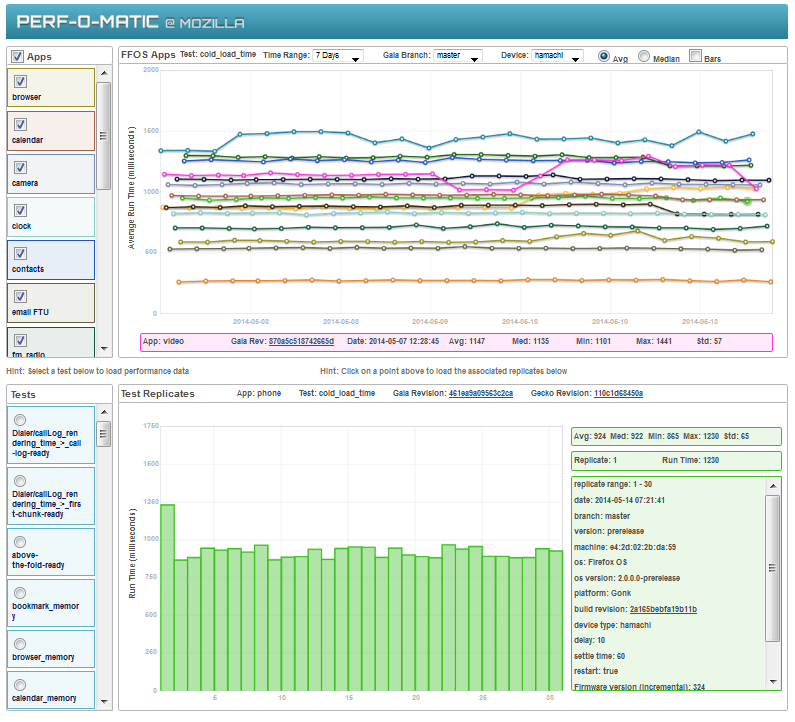 PERF-O-MATIC @ MOZILLA
Apps
browser
calendar
camera
clock
contacts
email FTU
fm_radio
FFOS Apps Test: cold_load_time Time Range: 7 Days Gaia Branch: master Device: hamachi Avg Median Bars
Average Run Time (milliseconds)
2000
1500
1000
500
0
2014-05-08 2014-05-08 2014-05-09 2014-05-10 2014-05-10 2014-05-13
App: video Gaia Rev: 870a5c518742665d Date: 2014-05-07 12:28:45 Avg: 1147 Med: 1135 Min: 1101 Max: 1441 Std: 57
Hint: Select a test below to load performance data
Hint: Click on a point above to load the associated replicates below
Tests
Dialer/callLog_ren
dering_time_>_call
-log-ready
Dialer/callLog_ren
dering_time_>_firs
t-chunk-ready
above-
the-fold-ready
bookmark_memor
y
browser_memory
calendar_memory
Test Replicates App: phone Test: cold_load_time Gaia Revision: 461ea9a09563c2ca Gecko Revision: 110c1d68450a
Run Time (milliseconds)
1750
1500
1250
1000
750
500
250
0
5 10 15 20 25 30
Avg: 924 Med: 922 Min: 865 Max: 1230 Std: 65
Replicate: 1 Run Time: 1230
replicate range: 1 - 30
date: 2014-05-14 07:21:41
branch: master
version: prerelease
machine: e4:2d:02:2b:da:59
os: Firefox OS
os version: 2.0.0.0-prerelease
platform: Gonk
build revision: 2a165bebfa19b11b
device type: hamachi
delay: 10
settle time: 60
restart: true
Firmware version (Incremental): 324